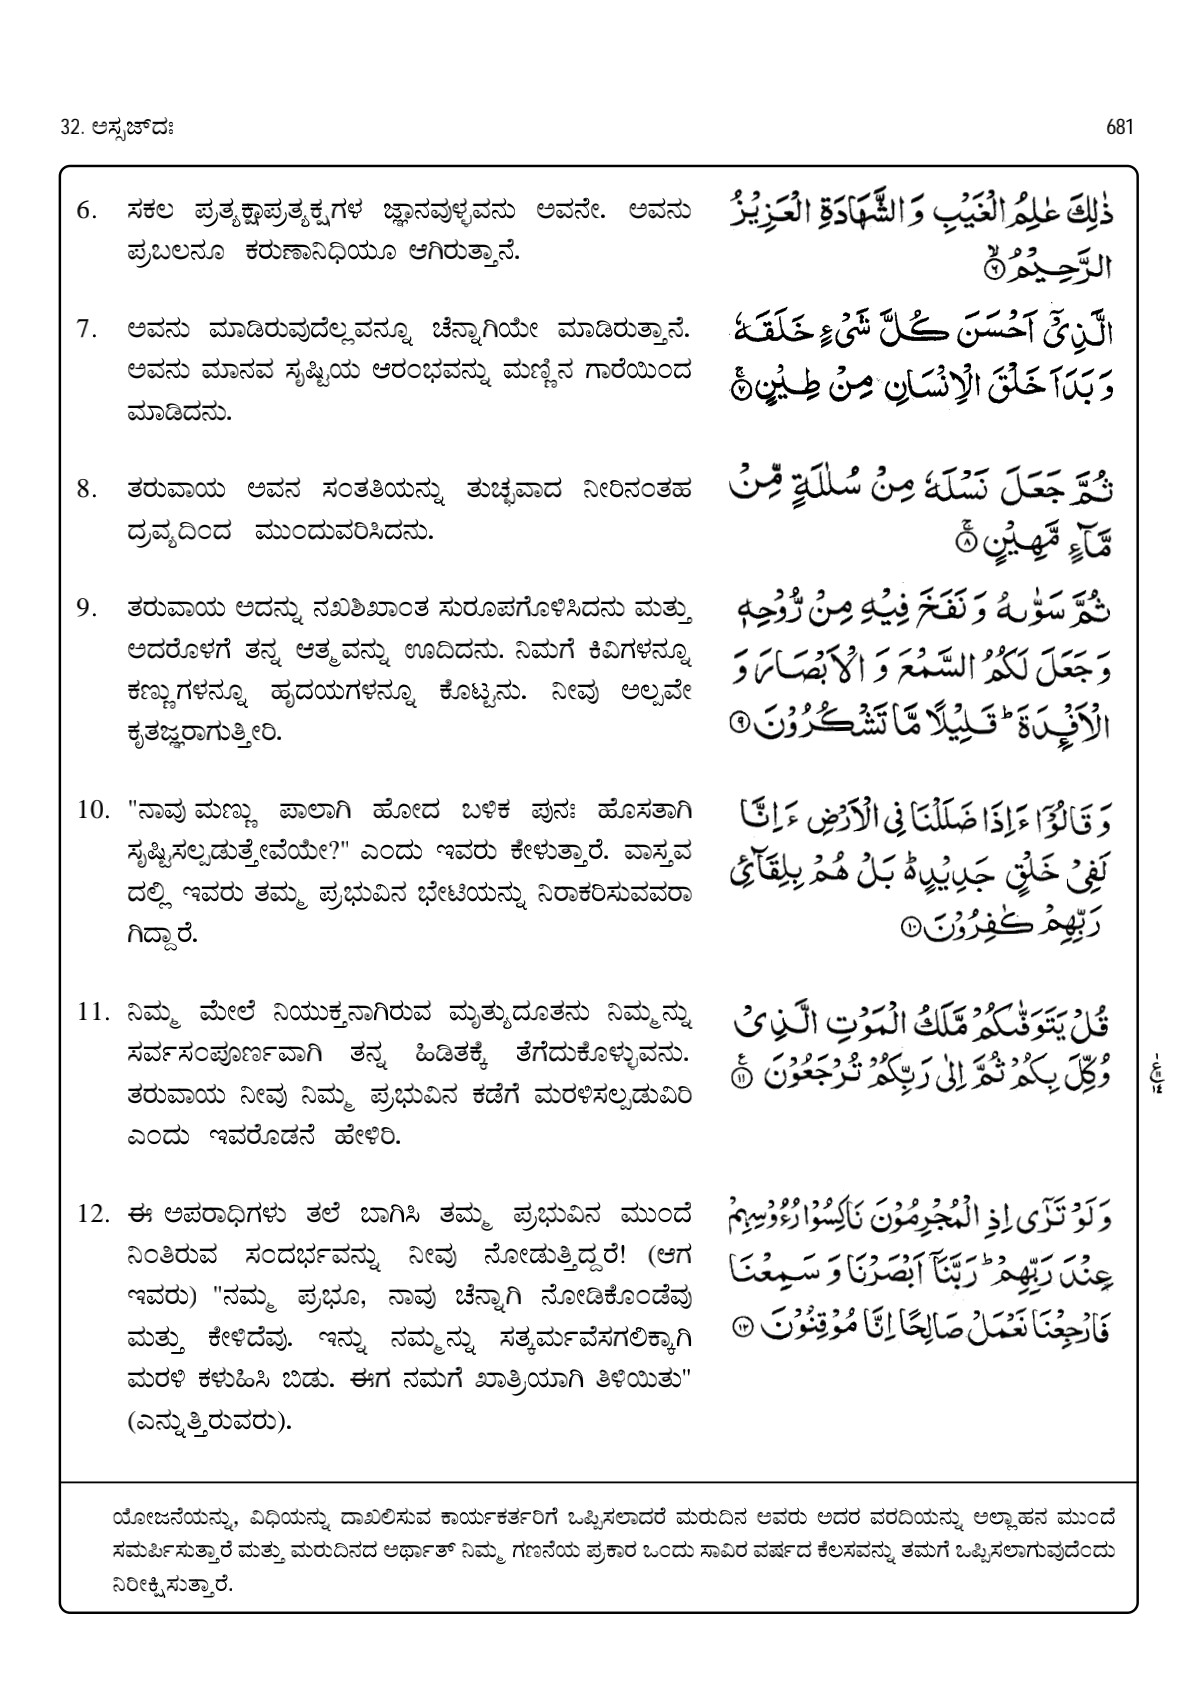 32. ಅಸ್ಸಜ್‌ದಃ
681
6. ಸಕಲ ಪ್ರತ್ಯಕ್ಷಾಪ್ರತ್ಯಕ್ಷಗಳ ಜ್ಞಾನವುಳ್ಳವನು ಅವನೇ. ಅವನು
ಪ್ರಬಲನೂ ಕರುಣಾನಿಧಿಯೂ ಆಗಿರುತ್ತಾನೆ.
ذٰلِكَ عٰلِمُ الْغَيْبِ وَالشَّهَادَةِ الْعَزِيْزُ
الرَّحِيْمُ ۙ۶
7. ಅವನು ಮಾಡಿರುವುದೆಲ್ಲವನ್ನೂ ಚೆನ್ನಾಗಿಯೇ ಮಾಡಿರುತ್ತಾನೆ.
ಅವನು ಮಾನವ ಸೃಷ್ಟಿಯ ಆರಂಭವನ್ನು ಮಣ್ಣಿನ ಗಾರೆಯಿಂದ
ಮಾಡಿದನು.
الَّذِيْٓ اَحْسَنَ كُلَّ شَيْءٍ خَلَقَهٗ
وَبَدَاَ خَلْقَ الْاِنْسَانِ مِنْ طِيْنٍ ۚ۷
8. ತರುವಾಯ ಅವನ ಸಂತತಿಯನ್ನು ತುಚ್ಛವಾದ ನೀರಿನಂತಹ
ದ್ರವ್ಯದಿಂದ ಮುಂದುವರಿಸಿದನು.
ثُمَّ جَعَلَ نَسْلَهٗ مِنْ سُلٰلَةٍ مِّنْ
مَّآءٍ مَّهِيْنٍ ۚ۸
9. ತರುವಾಯ ಅದನ್ನು ನಖಶಿಖಾಂತ ಸುರೂಪಗೊಳಿಸಿದನು ಮತ್ತು
ಅದರೊಳಗೆ ತನ್ನ ಆತ್ಮವನ್ನು ಊದಿದನು. ನಿಮಗೆ ಕಿವಿಗಳನ್ನೂ
ಕಣ್ಣುಗಳನ್ನೂ ಹೃದಯಗಳನ್ನೂ ಕೊಟ್ಟನು. ನೀವು ಅಲ್ಪವೇ
ಕೃತಜ್ಞರಾಗುತ್ತೀರಿ.
ثُمَّ سَوّٰىهُ وَنَفَخَ فِيْهِ مِنْ رُّوْحِهٖ
وَجَعَلَ لَكُمُ السَّمْعَ وَالْاَبْصَارَ وَ
الْاَفْـِٕدَةَ ؕ قَلِيْلًا مَّا تَشْكُرُوْنَ ۹
10. "ನಾವು ಮಣ್ಣು ಪಾಲಾಗಿ ಹೋದ ಬಳಿಕ ಪುನಃ ಹೊಸತಾಗಿ
ಸೃಷ್ಟಿಸಲ್ಪಡುತ್ತೇವೆಯೇ?" ಎಂದು ಇವರು ಕೇಳುತ್ತಾರೆ. ವಾಸ್ತವ
ದಲ್ಲಿ ಇವರು ತಮ್ಮ ಪ್ರಭುವಿನ ಭೇಟಿಯನ್ನು ನಿರಾಕರಿಸುವವರಾ
ಗಿದ್ದಾರೆ.
وَقَالُوْٓا ءَاِذَا ضَلَلْنَا فِى الْاَرْضِ ءَاِنَّا
لَفِيْ خَلْقٍ جَدِيْدٍ ؕ بَلْ هُمْ بِلِقَآئِ
رَبِّهِمْ كٰفِرُوْنَ ۱۰
11. ನಿಮ್ಮ ಮೇಲೆ ನಿಯುಕ್ತನಾಗಿರುವ ಮೃತ್ಯುದೂತನು ನಿಮ್ಮನ್ನು
ಸರ್ವಸಂಪೂರ್ಣವಾಗಿ ತನ್ನ ಹಿಡಿತಕ್ಕೆ ತೆಗೆದುಕೊಳ್ಳುವನು.
ತರುವಾಯ ನೀವು ನಿಮ್ಮ ಪ್ರಭುವಿನ ಕಡೆಗೆ ಮರಳಿಸಲ್ಪಡುವಿರಿ
ಎಂದು ಇವರೊಡನೆ ಹೇಳಿರಿ.
قُلْ يَتَوَفّٰىكُمْ مَّلَكُ الْمَوْتِ الَّذِيْ
وُكِّلَ بِكُمْ ثُمَّ اِلٰى رَبِّكُمْ تُرْجَعُوْنَ ۱۱
12. ಈ ಅಪರಾಧಿಗಳು ತಲೆ ಬಾಗಿಸಿ ತಮ್ಮ ಪ್ರಭುವಿನ ಮುಂದೆ
ನಿಂತಿರುವ ಸಂದರ್ಭವನ್ನು ನೀವು ನೋಡುತ್ತಿದ್ದರೆ! (ಆಗ
ಇವರು) "ನಮ್ಮ ಪ್ರಭೂ, ನಾವು ಚೆನ್ನಾಗಿ ನೋಡಿಕೊಂಡೆವು
ಮತ್ತು ಕೇಳಿದೆವು. ಇನ್ನು ನಮ್ಮನ್ನು ಸತ್ಕರ್ಮವೆಸಗಲಿಕ್ಕಾಗಿ
ಮರಳಿ ಕಳುಹಿಸಿ ಬಿಡು. ಈಗ ನಮಗೆ ಖಾತ್ರಿಯಾಗಿ ತಿಳಿಯಿತು"
(ಎನ್ನುತ್ತಿರುವರು).
وَلَوْ تَرٰٓى اِذِ الْمُجْرِمُوْنَ نَاكِسُوْا رُءُوْسِهِمْ
عِنْدَ رَبِّهِمْ ؕ رَبَّنَآ اَبْصَرْنَا وَسَمِعْنَا
فَارْجِعْنَا نَعْمَلْ صَالِحًا اِنَّا مُوْقِنُوْنَ ۱۲
ಯೋಜನೆಯನ್ನು, ವಿಧಿಯನ್ನು ದಾಖಲಿಸುವ ಕಾರ್ಯಕರ್ತರಿಗೆ ಒಪ್ಪಿಸಲಾದರೆ ಮರುದಿನ ಅವರು ಅದರ ವರದಿಯನ್ನು ಅಲ್ಲಾಹನ ಮುಂದೆ
ಸಮರ್ಪಿಸುತ್ತಾರೆ ಮತ್ತು ಮರುದಿನದ ಅರ್ಥಾತ್ ನಿಮ್ಮ ಗಣನೆಯ ಪ್ರಕಾರ ಒಂದು ಸಾವಿರ ವರ್ಷದ ಕೆಲಸವನ್ನು ತಮಗೆ ಒಪ್ಪಿಸಲಾಗುವುದೆಂದು
ನಿರೀಕ್ಷಿಸುತ್ತಾರೆ.